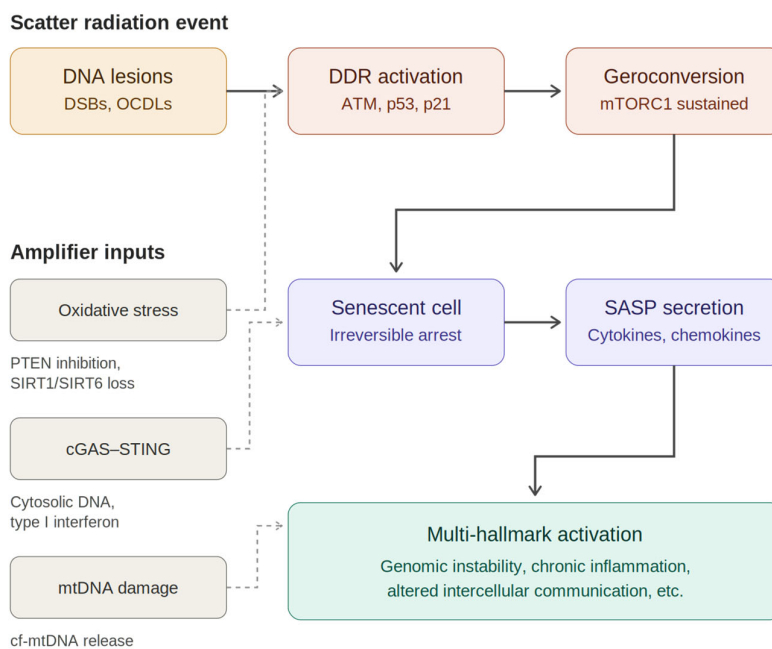 Scatter radiation event
DNA lesions
DSBs, OCDLs
DDR activation
ATM, p53, p21
Geroconversion
mTORC1 sustained
Amplifier inputs
Oxidative stress
PTEN inhibition,
SIRT1/SIRT6 loss
Senescent cell
Irreversible arrest
SASP secretion
Cytokines, chemokines
cGAS–STING
Cytosolic DNA,
type I interferon
mtDNA damage
cf-mtDNA release
Multi-hallmark activation
Genomic instability, chronic inflammation,
altered intercellular communication, etc.